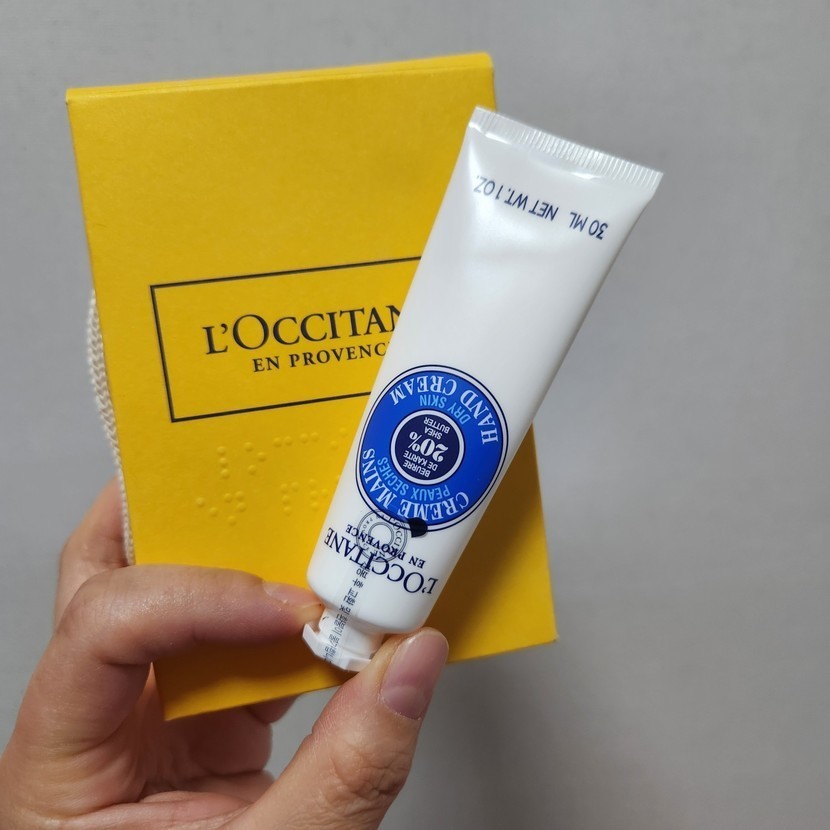 L'OCCITAN
EN PROVENC
30 ML NET WT. 1 OZ.
HAND CREAM
DRY SKIN
SHEA
BUTTER
20%
BEURRE
DE KARITÉ
PEAUX SÈCHES
CRÈME MAINS
L'OCCITANE
EN PROVENCE